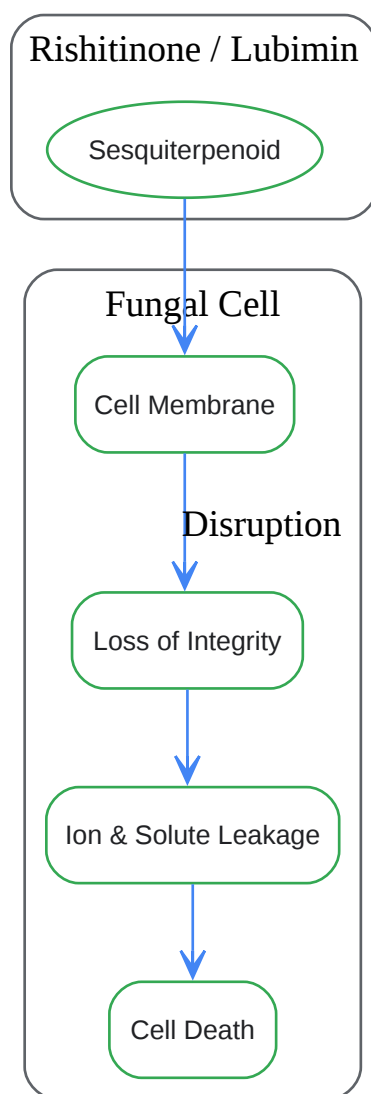 Rishitinone / Lubimin
Sesquiterpenoid
Fungal Cell
Cell Membrane
Disruption
Loss of Integrity
Ion & Solute Leakage
Cell Death